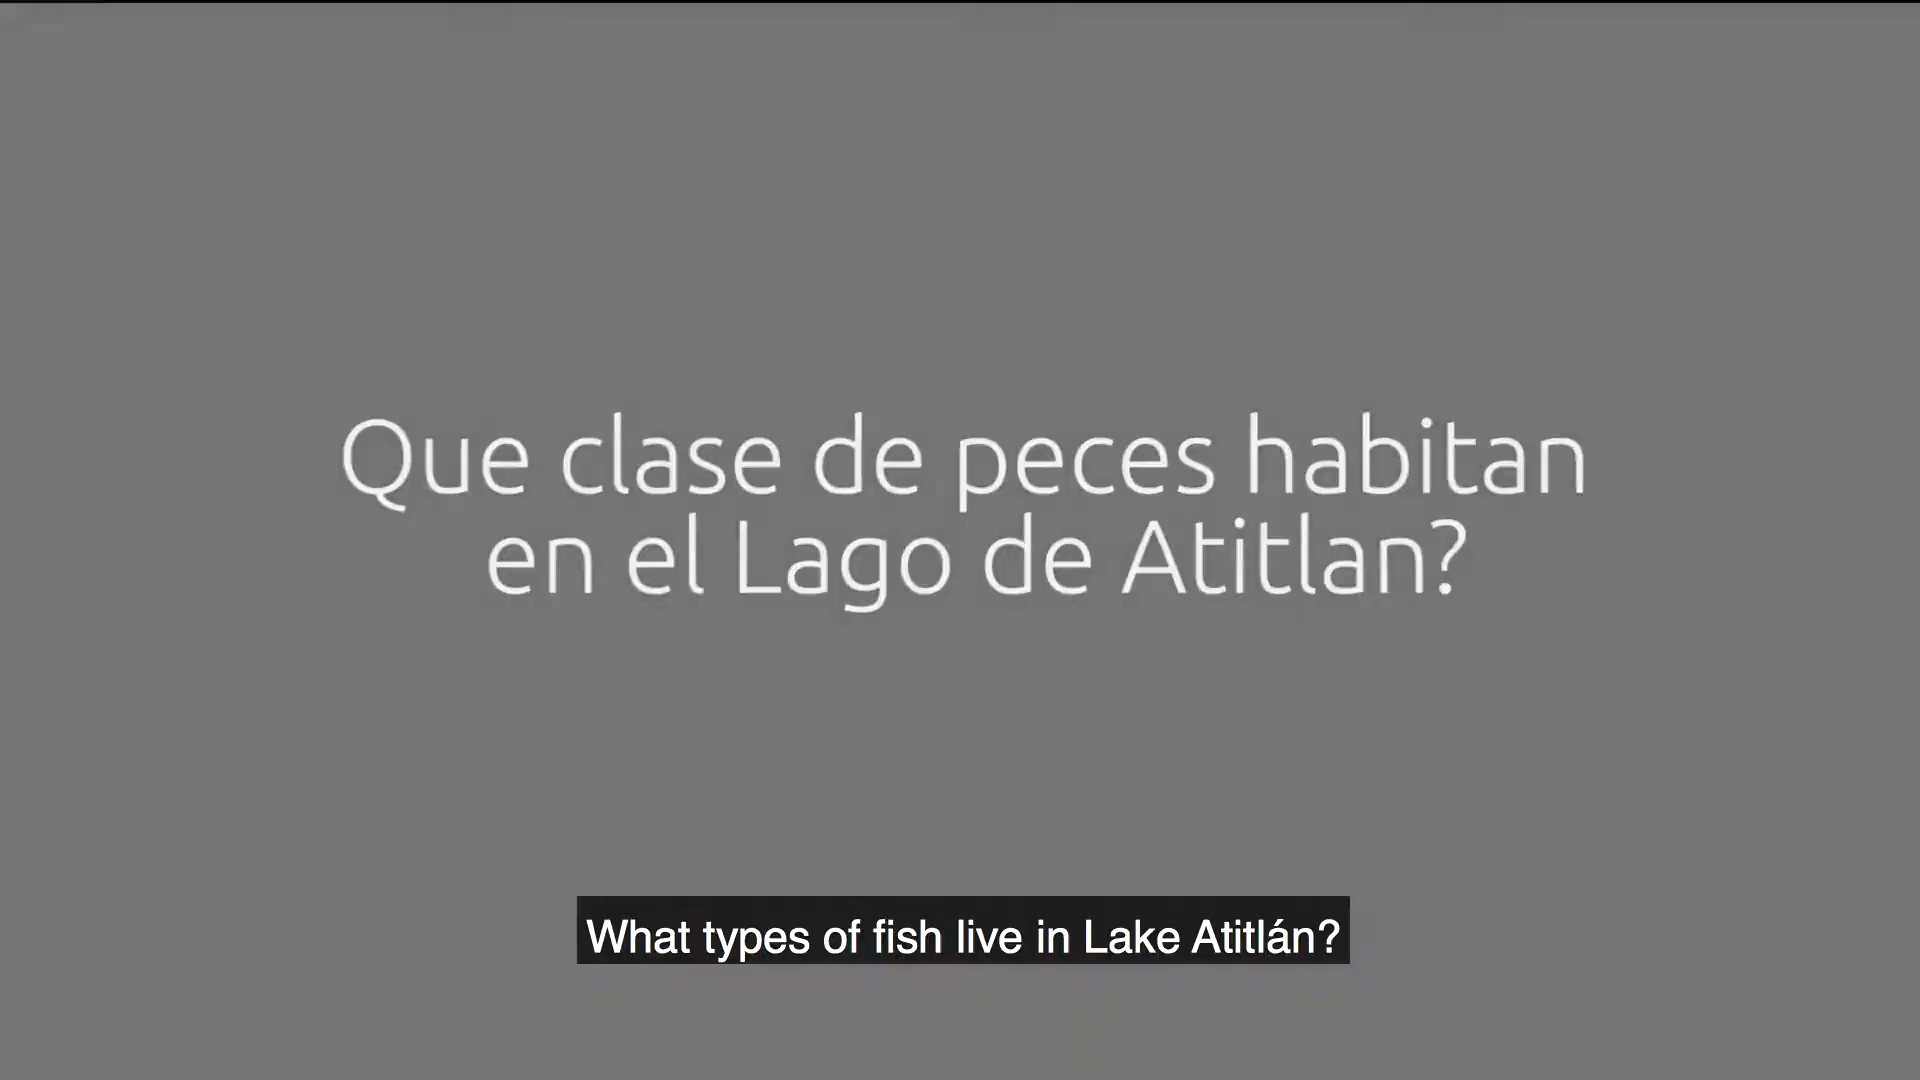 Que clase de peces habitan
en el Lago de Atitlan?
What types of fish live in Lake Atitlán?